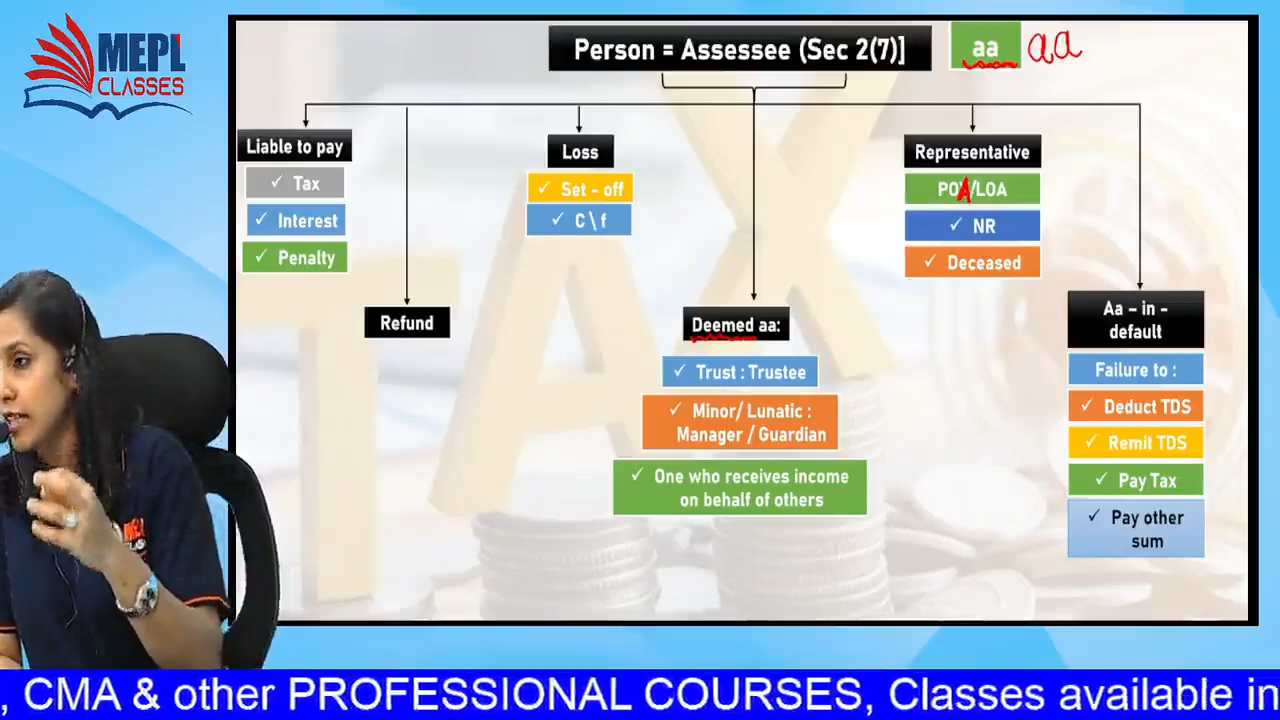 MEPL
CLASSES
Person = Assessee (Sec 2(7)]
aa
aa
Liable to pay
✓ Tax
✓ Interest
✓ Penalty
Refund
Loss
✓ Set - off
✓ C\f
Deemed aa:
✓ Trust : Trustee
✓ Minor/ Lunatic :
Manager / Guardian
✓ One who receives income
on behalf of others
Representative
POA/LOA
✓ NR
✓ Deceased
Aa – in –
default
Failure to :
✓ Deduct TDS
✓ Remit TDS
✓ Pay Tax
✓ Pay other
sum
, CMA & other PROFESSIONAL COURSES, Classes available in